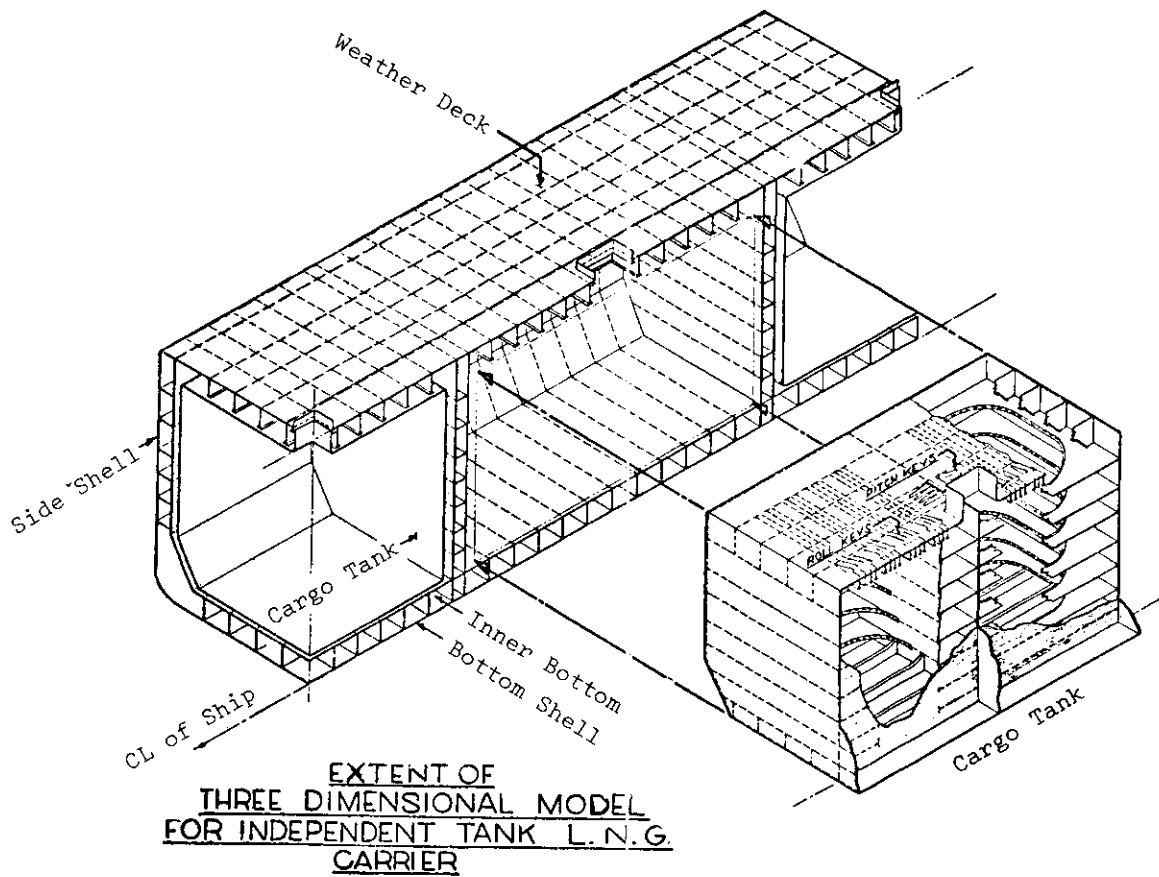 Weather Deck
Side Shell
PITCH KEYS
ROLL KEYS
Cargo Tank
Inner Bottom
Bottom Shell
CL of Ship
Cargo Tank
EXTENT OF
THREE DIMENSIONAL MODEL
FOR INDEPENDENT TANK L.N.G.
CARRIER